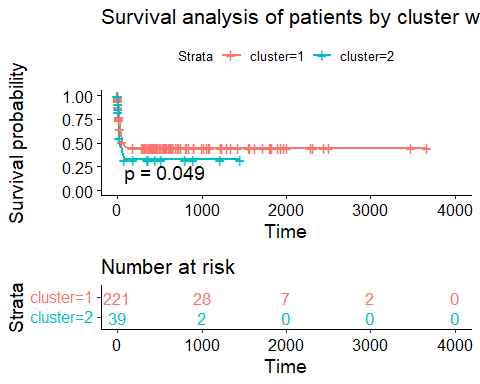 Survival analysis of patients by cluster w
Strata cluster=1 cluster=2
Survival probability
1.00
0.75
0.50
0.25
0.00
p = 0.049
0 1000 2000 3000 4000
Time
Number at risk
Strata
cluster=1 221 28 7 2 0
cluster=2 39 2 0 0 0
0 1000 2000 3000 4000
Time